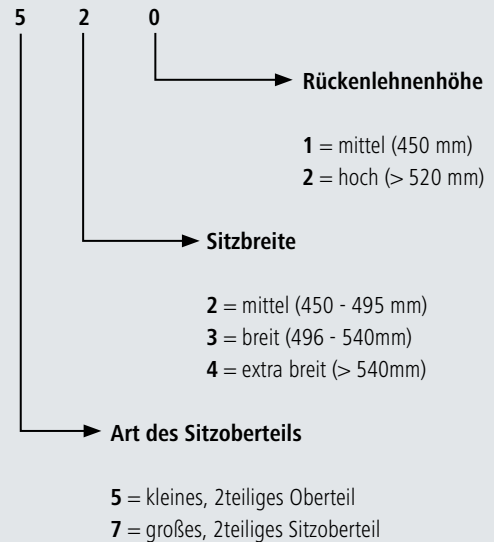 5 2 0
Rückenlehnenhöhe
1 = mittel (450 mm)
2 = hoch (> 520 mm)
Sitzbreite
2 = mittel (450 - 495 mm)
3 = breit (496 - 540mm)
4 = extra breit (> 540mm)
Art des Sitzoberteils
5 = kleines, 2teiliges Oberteil
7 = großes, 2teiliges Sitzoberteil